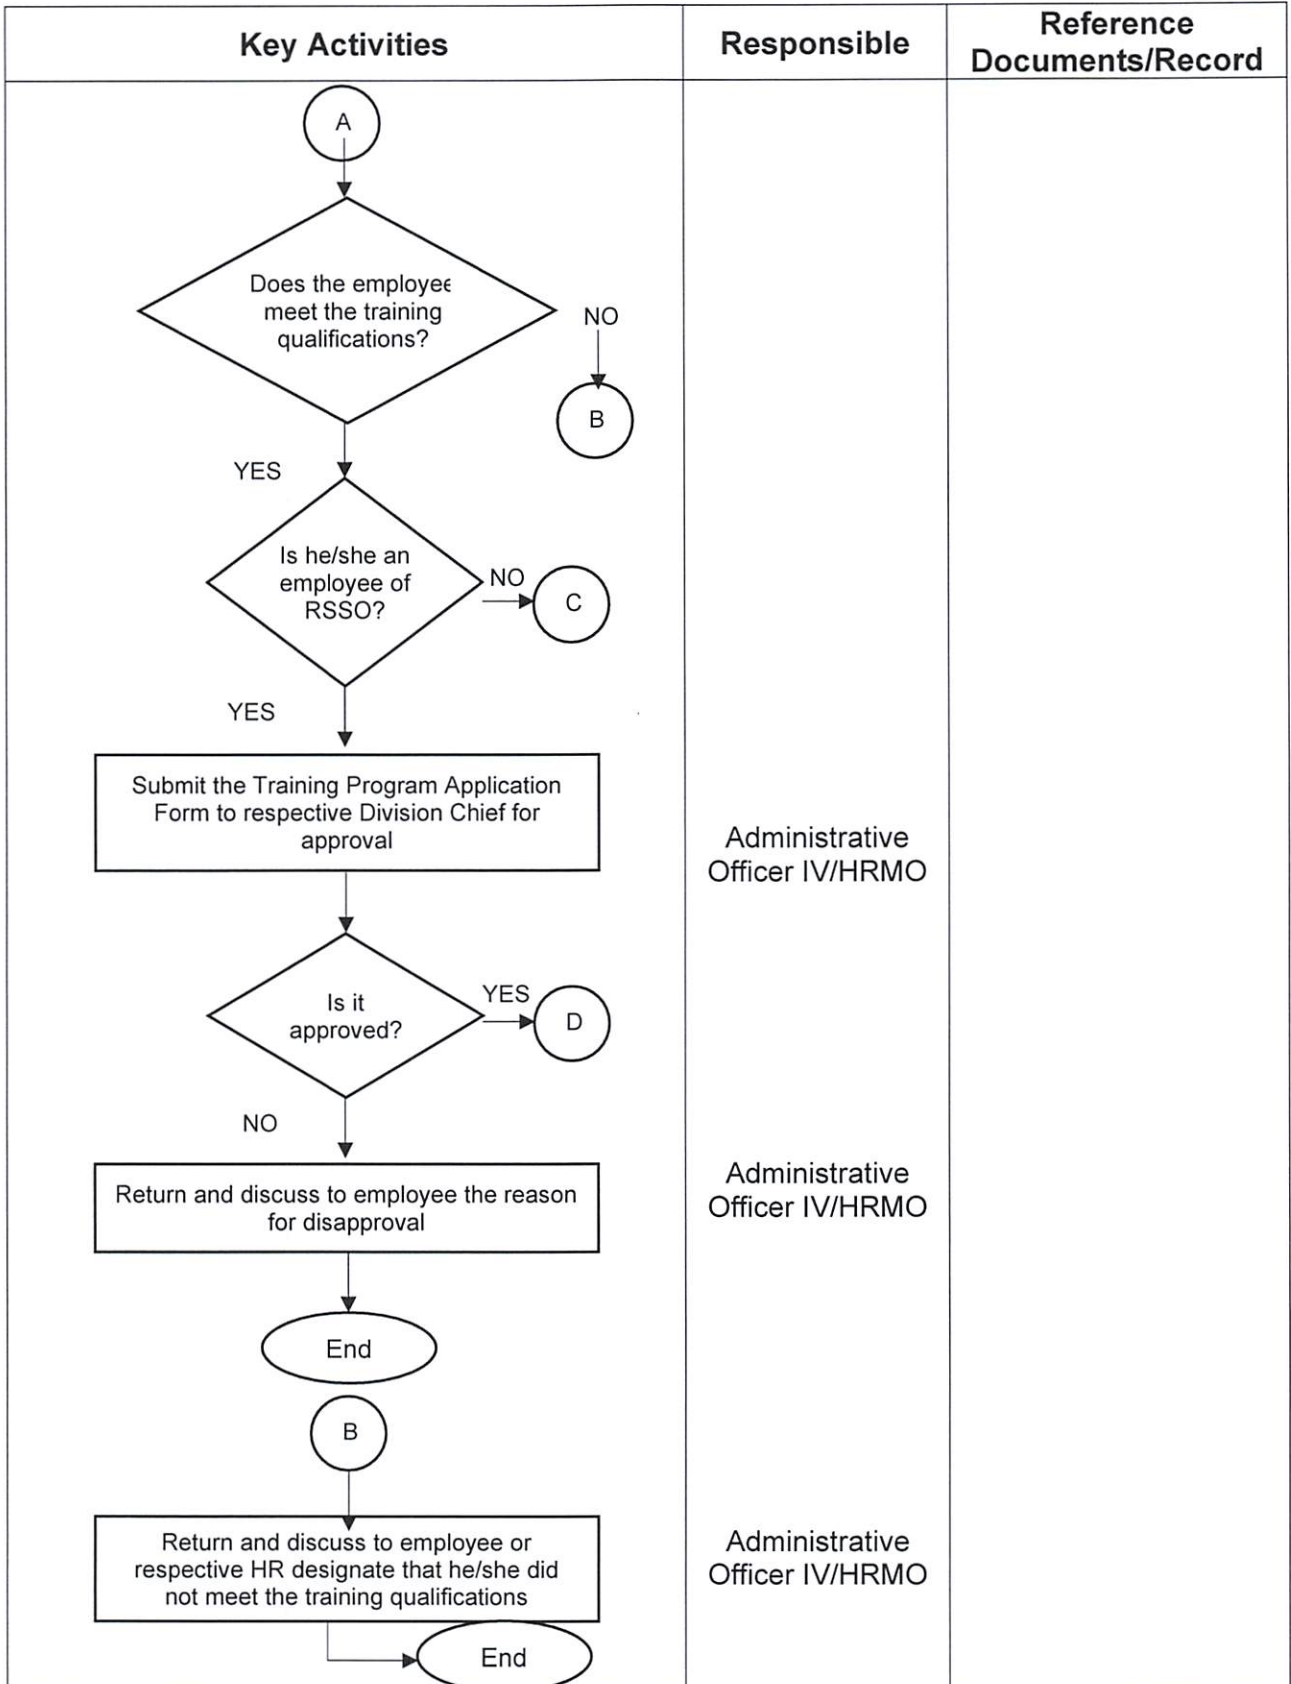 Key Activities
Responsible
Reference
Documents/Record
A
Does the employee
meet the training
qualifications?
NO
B
YES
Is he/she an
employee of
RSSO?
NO
C
YES
Submit the Training Program Application
Form to respective Division Chief for
approval
Administrative
Officer IV/HRMO
Is it
approved?
YES
D
NO
Return and discuss to employee the reason
for disapproval
Administrative
Officer IV/HRMO
End
B
Return and discuss to employee or
respective HR designate that he/she did
not meet the training qualifications
Administrative
Officer IV/HRMO
End